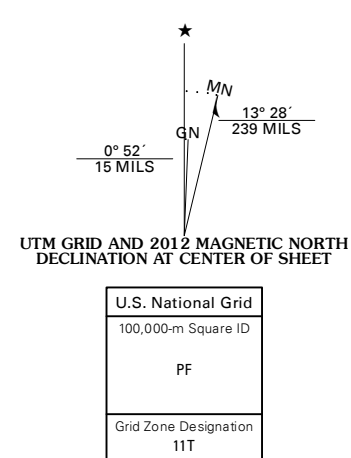 ★
MN
GN
13° 28´
239 MILS
0° 52´
15 MILS
UTM GRID AND 2012 MAGNETIC NORTH
DECLINATION AT CENTER OF SHEET
U.S. National Grid
100,000-m Square ID
PF
Grid Zone Designation
11T